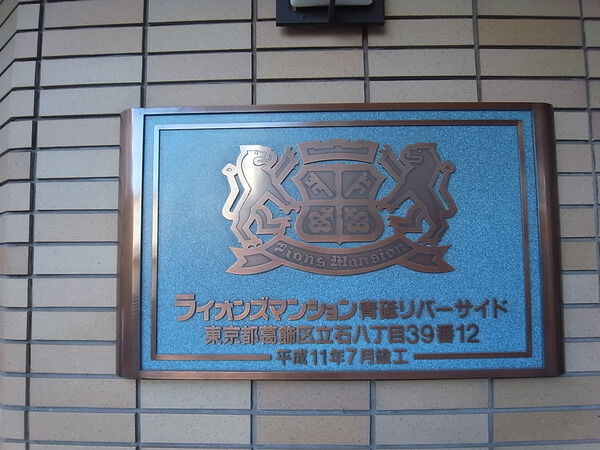 Lions Mansion
ライオンズマンション青砥リバーサイド
東京都葛飾区立石八丁目39番12
平成11年7月竣工